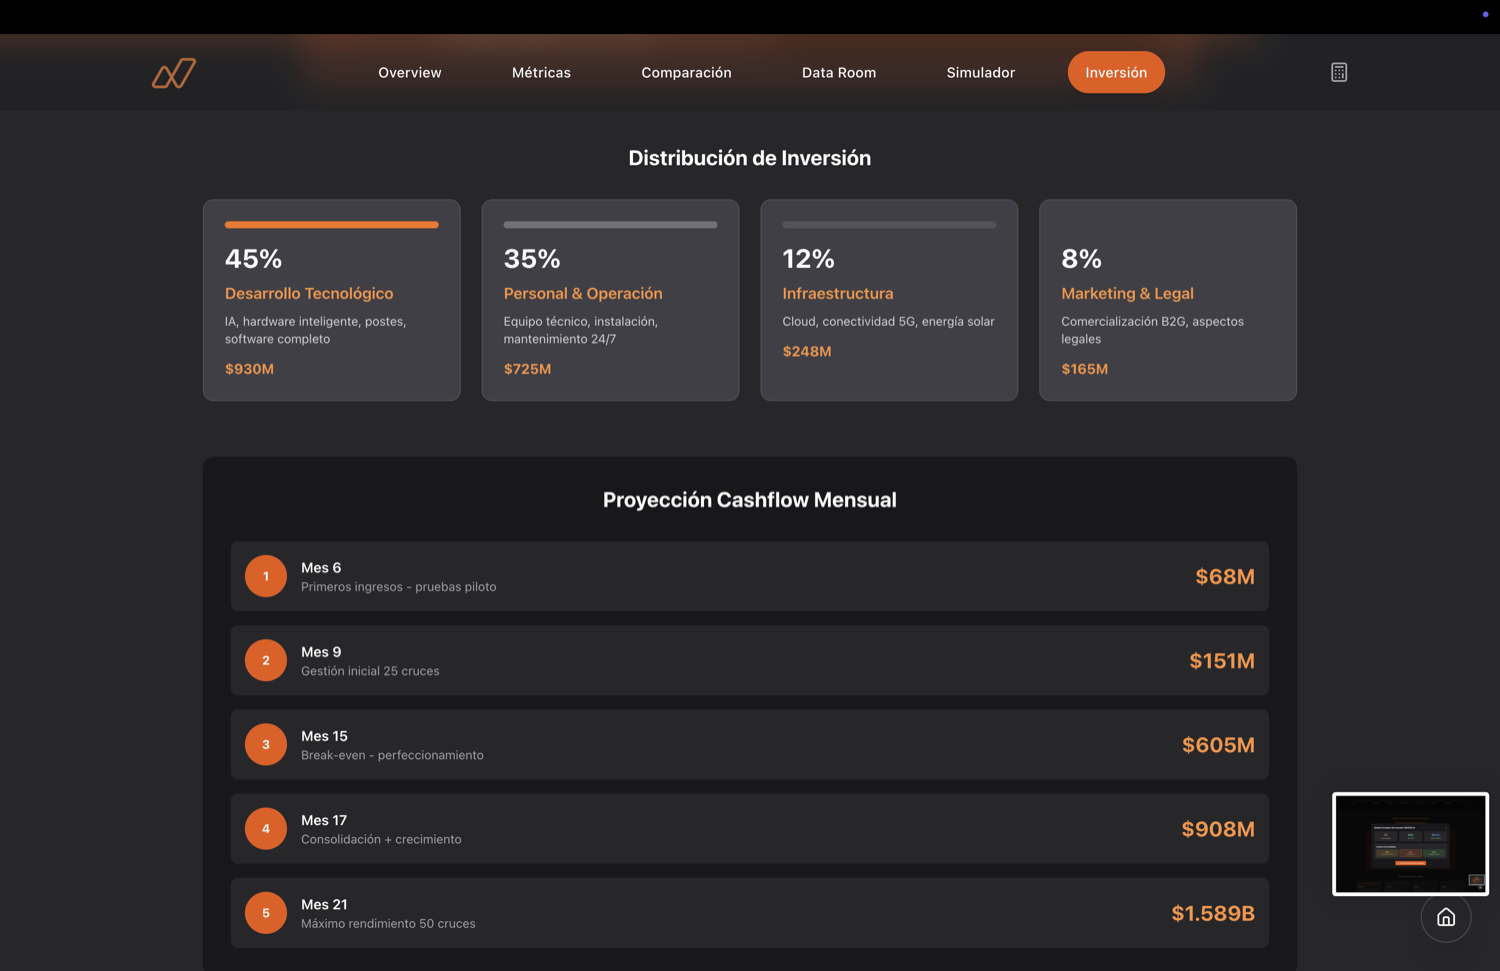 Overview
Métricas
Comparación
Data Room
Simulador
Inversión
Distribución de Inversión
45%
Desarrollo Tecnológico
IA, hardware inteligente, postes,
software completo
$930M
35%
Personal & Operación
Equipo técnico, instalación,
mantenimiento 24/7
$725M
12%
Infraestructura
Cloud, conectividad 5G, energía solar
$248M
8%
Marketing & Legal
Comercialización B2G, aspectos
legales
$165M
Proyección Cashflow Mensual
1
Mes 6
Primeros ingresos - pruebas piloto
$68M
2
Mes 9
Gestión inicial 25 cruces
$151M
3
Mes 15
Break-even - perfeccionamiento
$605M
4
Mes 17
Consolidación + crecimiento
$908M
5
Mes 21
Máximo rendimiento 50 cruces
$1.589B